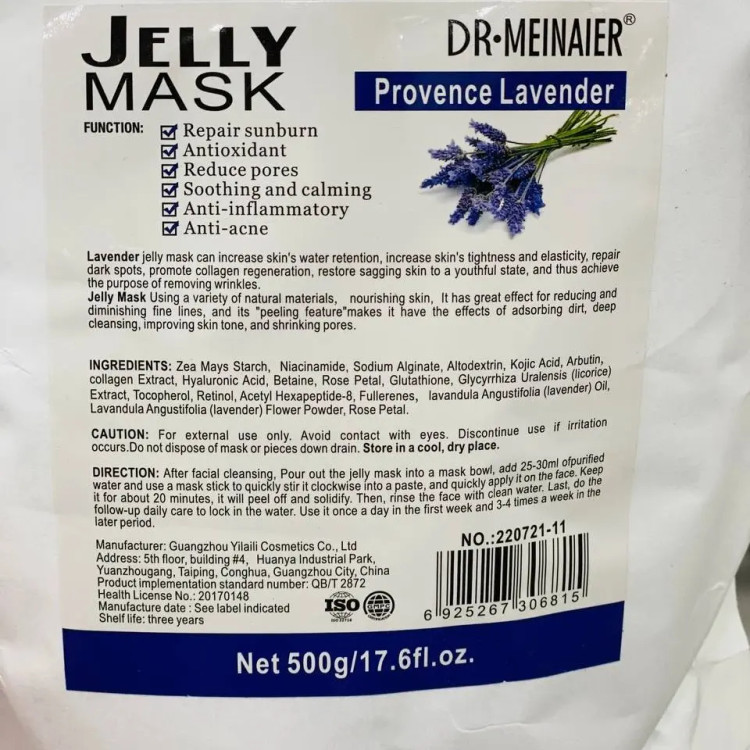 JELLY
MASK
DR•MEINAIER®
Provence Lavender
FUNCTION:
Repair sunburn
Antioxidant
Reduce pores
Soothing and calming
Anti-inflammatory
Anti-acne
Lavender jelly mask can increase skin's water retention, increase skin's tightness and elasticity, repair
dark spots, promote collagen regeneration, restore sagging skin to a youthful state, and thus achieve
the purpose of removing wrinkles.
Jelly Mask Using a variety of natural materials, nourishing skin, It has great effect for reducing and
diminishing fine lines, and its "peeling feature"makes it have the effects of adsorbing dirt, deep
cleansing, improving skin tone, and shrinking pores.
INGREDIENTS: Zea Mays Starch, Niacinamide, Sodium Alginate, Altodextrin, Kojic Acid, Arbutin,
collagen Extract, Hyaluronic Acid, Betaine, Rose Petal, Glutathione, Glycyrrhiza Uralensis (licorice)
Extract, Tocopherol, Retinol, Acetyl Hexapeptide-8, Fullerenes, lavandula Angustifolia (lavender) Oil,
Lavandula Angustifolia (lavender) Flower Powder, Rose Petal.
CAUTION: For external use only. Avoid contact with eyes. Discontinue use if irritation
occurs.Do not dispose of mask or pieces down drain. Store in a cool, dry place.
DIRECTION: After facial cleansing, Pour out the jelly mask into a mask bowl, add 25-30ml ofpurified
water and use a mask stick to quickly stir it clockwise into a paste, and quickly apply it on the face. Keep
it for about 20 minutes, it will peel off and solidify. Then, rinse the face with clean water. Last, do the
follow-up daily care to lock in the water. Use it once a day in the first week and 3-4 times a week in the
later period.
Manufacturer: Guangzhou Yilaili Cosmetics Co., Ltd
Address: 5th floor, building #4, Huanya Industrial Park,
Yuanzhougang, Taiping, Conghua, Guangzhou City, China
Product implementation standard number: QB/T 2872
Health License No.: 20170148
Manufacture date : See label indicated
Shelf life: three years
ISO
GMPC
NO.:220721-11
6 925267 306815
Net 500g/17.6fl.oz.